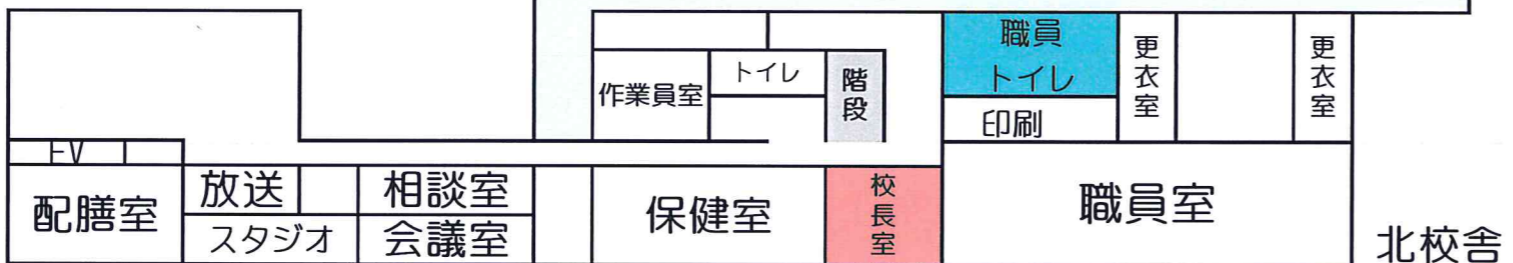 職員
トイレ
更衣室
更衣室
作業員室
トイレ
階段
印刷
EV
配膳室
放送
相談室
スタジオ
会議室
保健室
校長室
職員室
北校舎